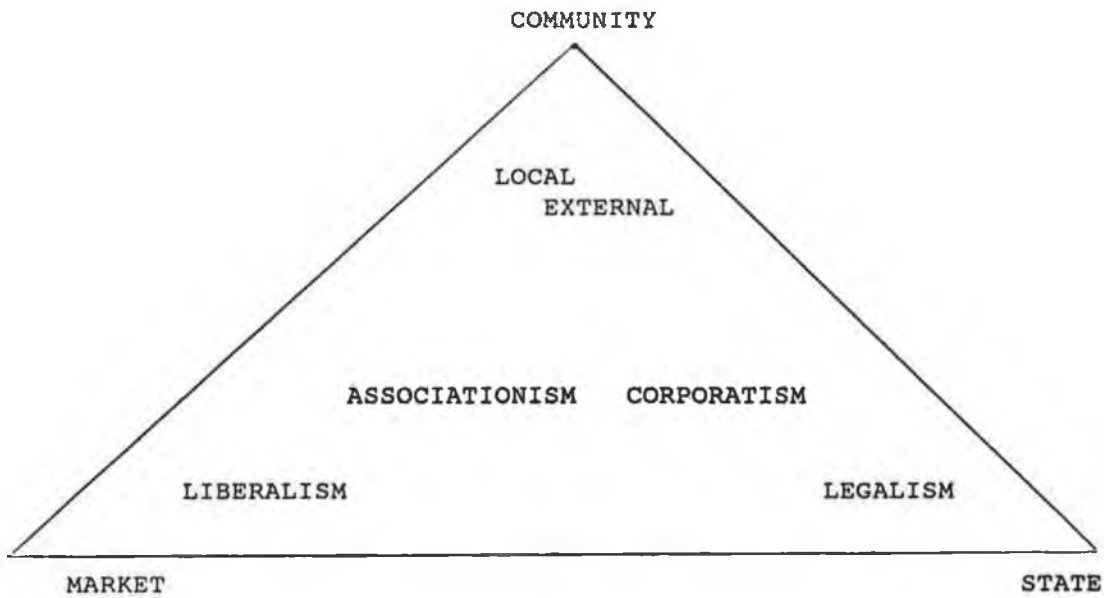 COMMUNITY
LOCAL
EXTERNAL
ASSOCIATIONISM CORPORATISM
LIBERALISM LEGALISM
MARKET STATE